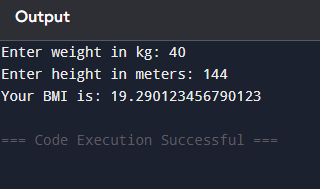 Output
Enter weight in kg: 40
Enter height in meters: 144
Your BMI is: 19.290123456790123
=== Code Execution Successful ===